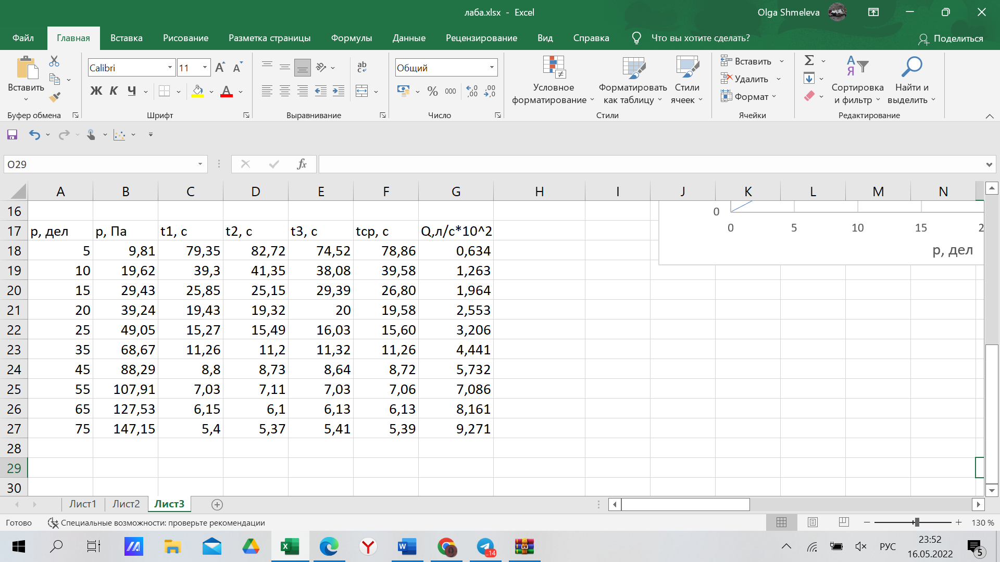 лаба.xlsx - Excel
Olga Shmeleva
Файл Главная Вставка Рисование Разметка страницы Формулы Данные Рецензирование Вид Справка Что вы хотите сделать? Поделиться
Вставить
Буфер обмена
Calibri 11
Ж К Ч
Шрифт
Выравнивание
Общий
% 000
Число
Условное форматирование
Форматировать как таблицу
Стили ячеек
Стили
Вставить
Удалить
Формат
Ячейки
Сортировка и фильтр
Найти и выделить
Редактирование
O29
fx
A B C D E F G H I J K L M N
16
17 p, дел p, Па t1, с t2, с t3, с tср, с Q,л/с*10^2
18 5 9,81 79,35 82,72 74,52 78,86 0,634
19 10 19,62 39,3 41,35 38,08 39,58 1,263
20 15 29,43 25,85 25,15 29,39 26,80 1,964
21 20 39,24 19,43 19,32 20 19,58 2,553
22 25 49,05 15,27 15,49 16,03 15,60 3,206
23 35 68,67 11,26 11,2 11,32 11,26 4,441
24 45 88,29 8,8 8,73 8,64 8,72 5,732
25 55 107,91 7,03 7,11 7,03 7,06 7,086
26 65 127,53 6,15 6,1 6,13 6,13 8,161
27 75 147,15 5,4 5,37 5,41 5,39 9,271
28
29
30
0
0 5 10 15 2
p, дел
Лист1 Лист2 Лист3
Готово Специальные возможности: проверьте рекомендации
130 %
14
РУС
23:52
16.05.2022
5